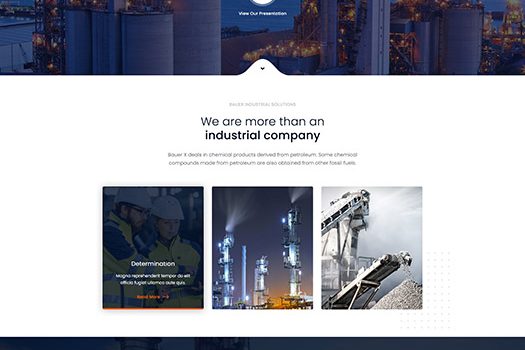 View Our Presentation
BAUER INDUSTRIAL SOLUTIONS
We are more than an
industrial company
Bauer X deals in chemical products derived from petroleum. Some chemical
compounds made from petroleum are also obtained from other fossil fuels.
Determination
Magna reprehenderit tempor do elit
officia fugiat ullamco aute quis.
Read More